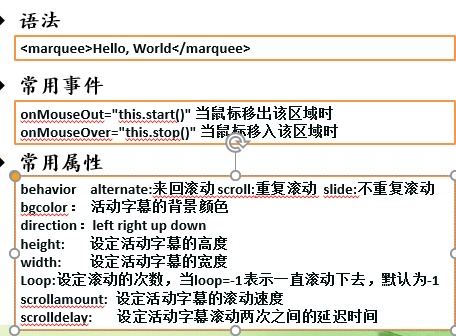 语法
<marquee>Hello, World</marquee>
常用事件
onMouseOut="this.start()" 当鼠标移出该区域时
onMouseOver="this.stop()" 当鼠标移入该区域时
常用属性
behavior alternate:来回滚动 scroll:重复滚动 slide:不重复滚动
bgcolor： 活动字幕的背景颜色
direction：left right up down
height: 设定活动字幕的高度
width: 设定活动字幕的宽度
Loop:设定滚动的次数，当loop=-1表示一直滚动下去，默认为-1
scrollamount: 设定活动字幕的滚动速度
scrolldelay: 设定活动字幕滚动两次之间的延迟时间